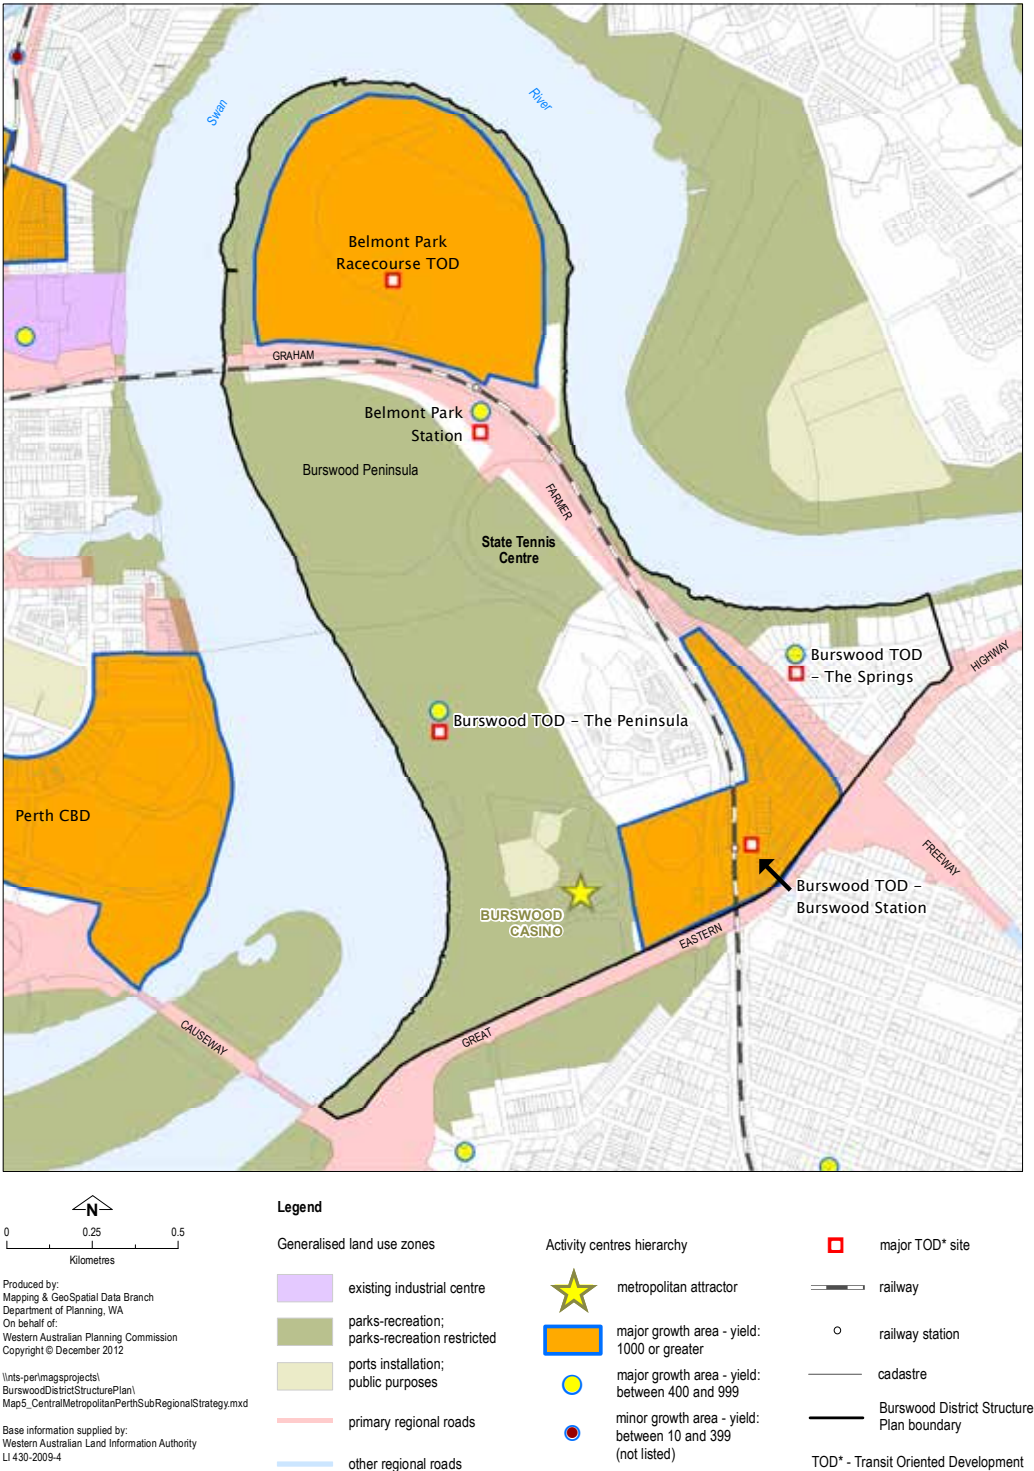 Swan
River
Belmont Park
Racecourse TOD
GRAHAM
Belmont Park
Station
Burswood Peninsula
FARMER
State Tennis
Centre
Burswood TOD
– The Springs
HIGHWAY
Burswood TOD – The Peninsula
Perth CBD
FREEWAY
Burswood TOD –
Burswood Station
BURSWOOD
CASINO
EASTERN
GREAT
CAUSEWAY
N
0 0.25 0.5
Kilometres
Produced by:
Mapping & GeoSpatial Data Branch
Department of Planning, WA
On behalf of:
Western Australian Planning Commission
Copyright © December 2012
\\nts-per\magsprojects\
BurswoodDistrictStructurePlan\
Map5_CentralMetropolitanPerthSubRegionalStrategy.mxd
Base information supplied by:
Western Australian Land Information Authority
LI 430-2009-4
Legend
Generalised land use zones
existing industrial centre
parks-recreation;
parks-recreation restricted
ports installation;
public purposes
primary regional roads
other regional roads
Activity centres hierarchy
metropolitan attractor
major growth area - yield:
1000 or greater
major growth area - yield:
between 400 and 999
minor growth area - yield:
between 10 and 399
(not listed)
major TOD* site
railway
railway station
cadastre
Burswood District Structure
Plan boundary
TOD* - Transit Oriented Development